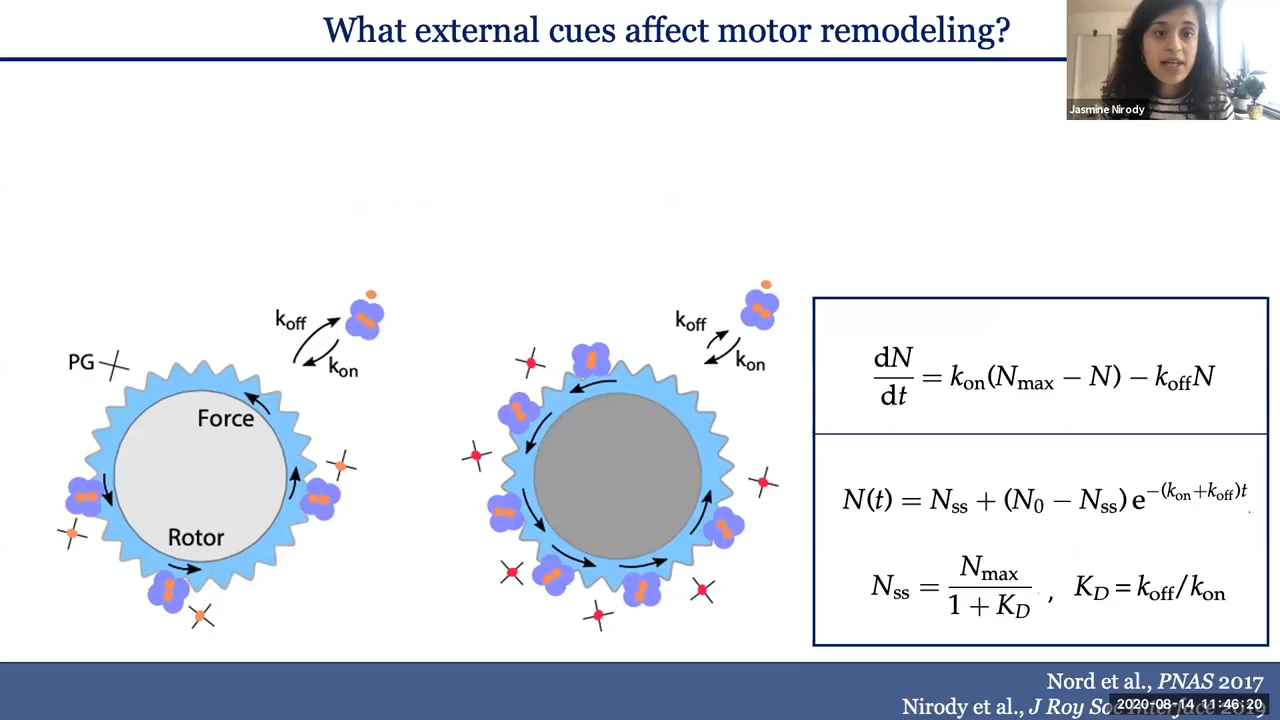 What external cues affect motor remodeling?
Jasmine Nirody
k_off
k_on
PG
Force
Rotor
k_off
k_on
dN/dt = k_on(N_max − N) − k_off N
N(t) = N_ss + (N_0 − N_ss) e^−(k_on+k_off)t
N_ss = N_max / 1 + K_D , K_D = k_off/k_on
Nord et al., PNAS 2017
Nirody et al., J Roy Soc
2020-08-14 11:46:20